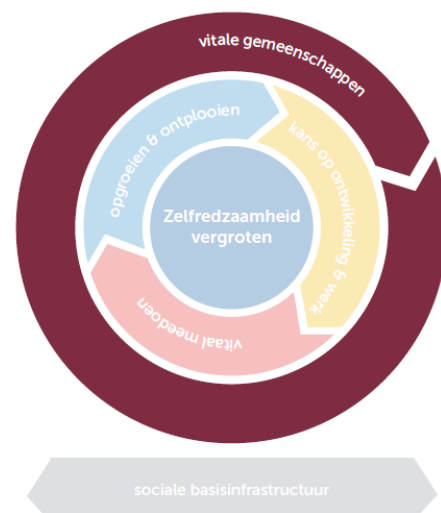 vitale gemeenschappen
opgroeien & ontplooien
kans op ontwikkeling & werk
Zelfredzaamheid
vergroten
vitaal meedoen
sociale basisinfrastructuur